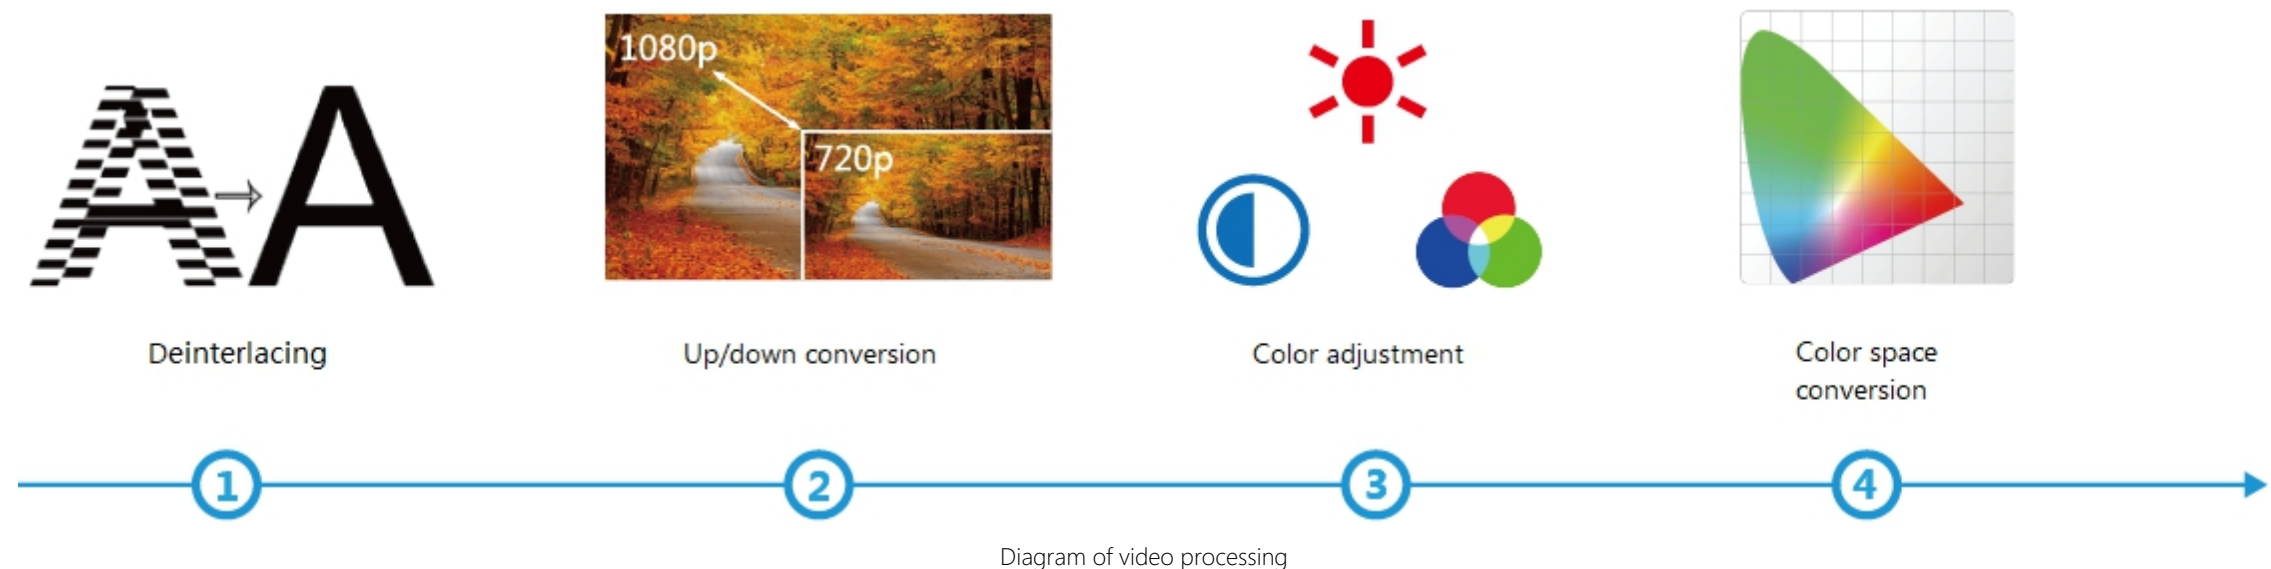 A A
1080p
720p
Deinterlacing
Up/down conversion
Color adjustment
Color space
conversion
1
2
3
4
Diagram of video processing